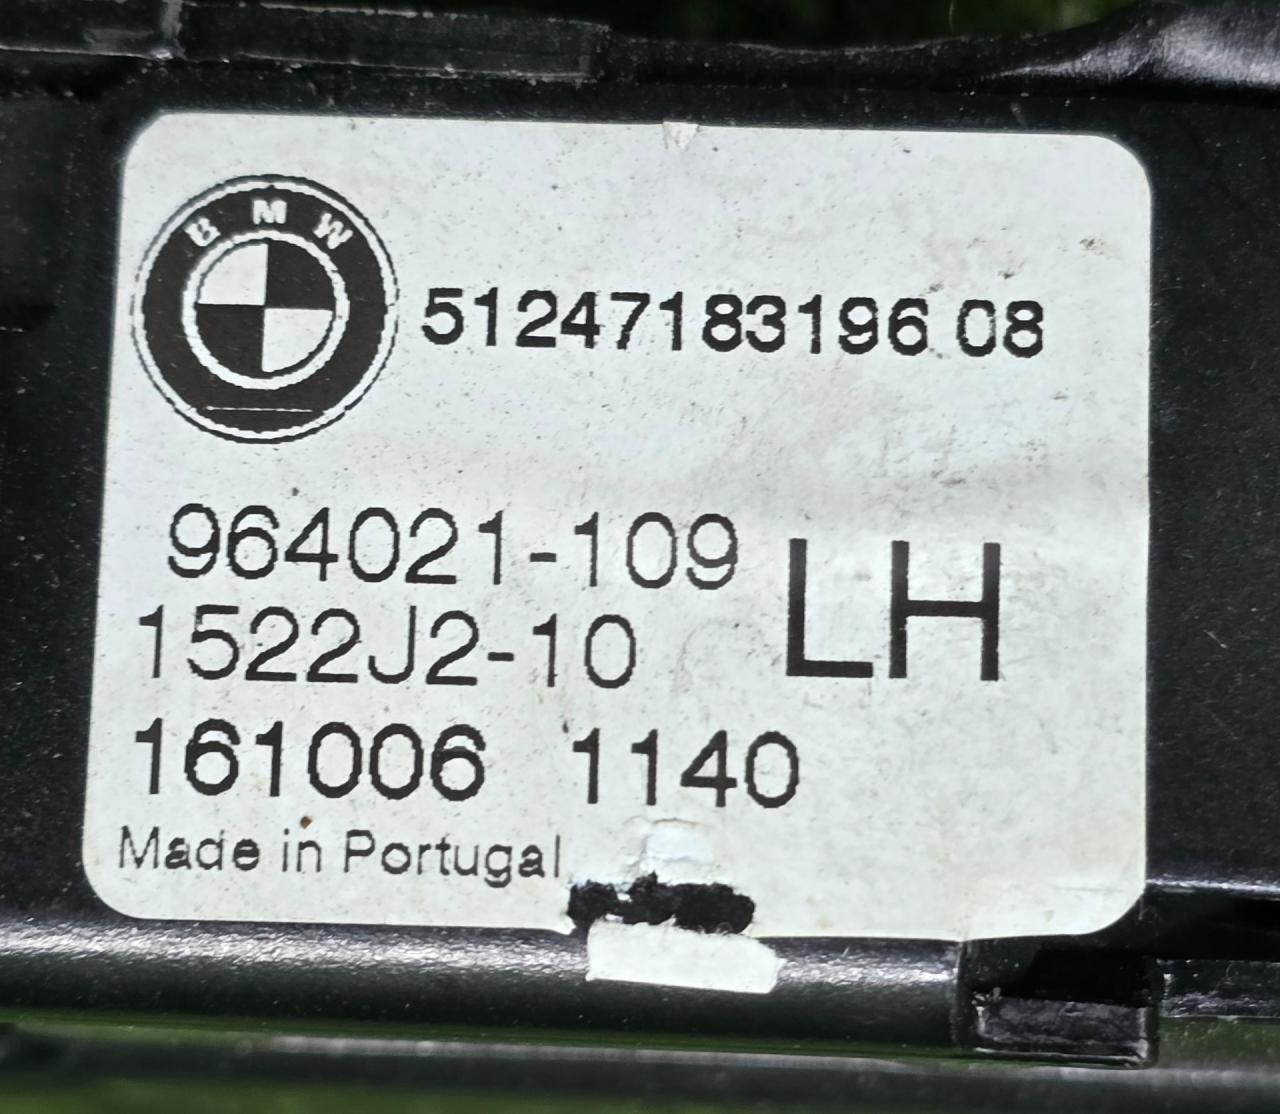 BMW
51247183196 08
964021-109
LH
1522J2-10
161006 1140
Made in Portugal